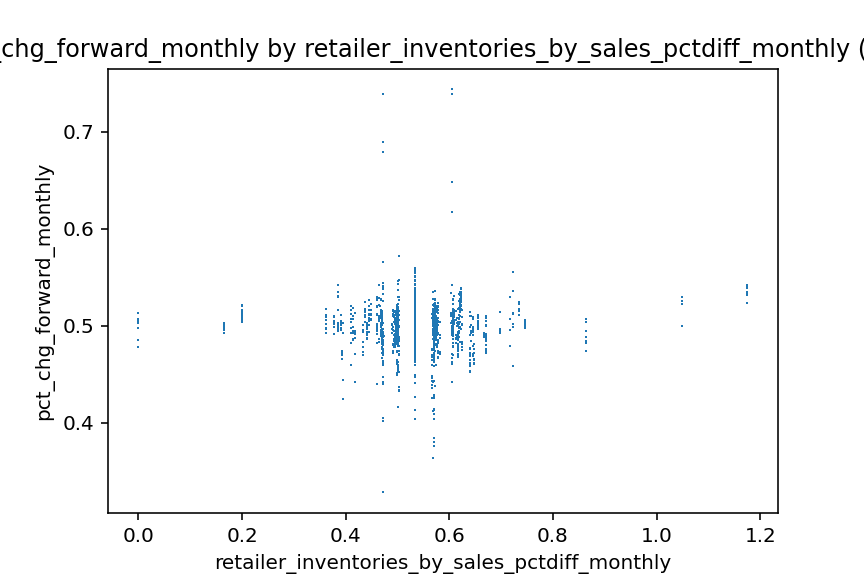 _chg_forward_monthly by retailer_inventories_by_sales_pctdiff_monthly (
pct_chg_forward_monthly
0.7
0.6
0.5
0.4
0.0 0.2 0.4 0.6 0.8 1.0 1.2
retailer_inventories_by_sales_pctdiff_monthly